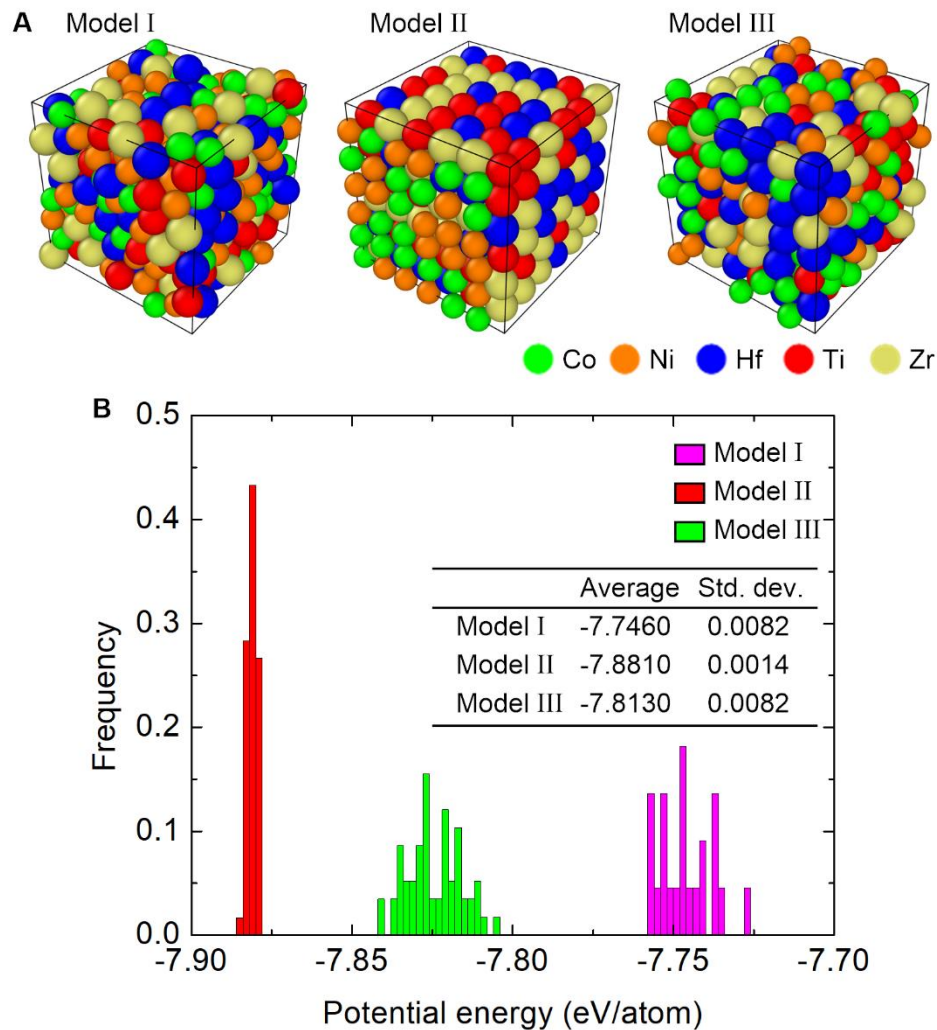 A Model I Model II Model III
Co Ni Hf Ti Zr
B
0.5
0.4
0.3
0.2
0.1
0.0
Frequency
Model I
Model II
Model III
Average Std. dev.
Model I -7.7460 0.0082
Model II -7.8810 0.0014
Model III -7.8130 0.0082
-7.90 -7.85 -7.80 -7.75 -7.70
Potential energy (eV/atom)